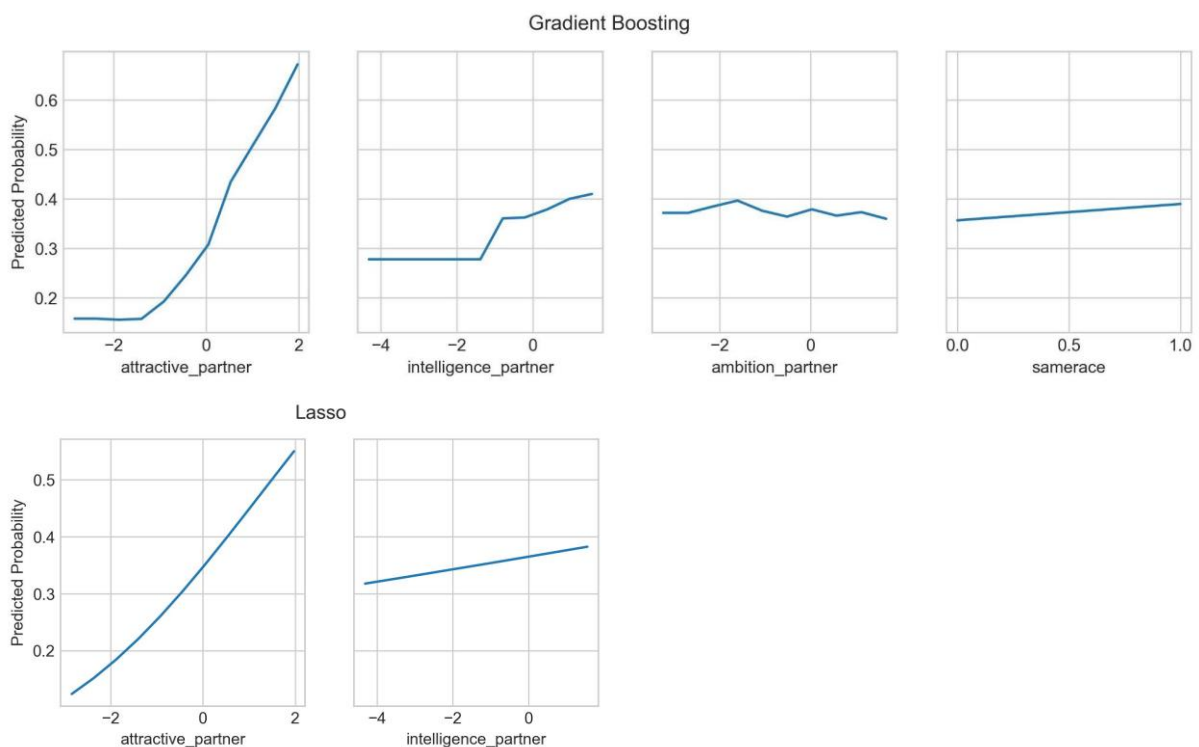 Gradient Boosting
Predicted Probability
0.6
0.5
0.4
0.3
0.2
−2 0 2
attractive_partner
−4 −2 0
intelligence_partner
−2 0
ambition_partner
0.0 0.5 1.0
samerace
Lasso
Predicted Probability
0.5
0.4
0.3
0.2
−2 0 2
attractive_partner
−4 −2 0
intelligence_partner